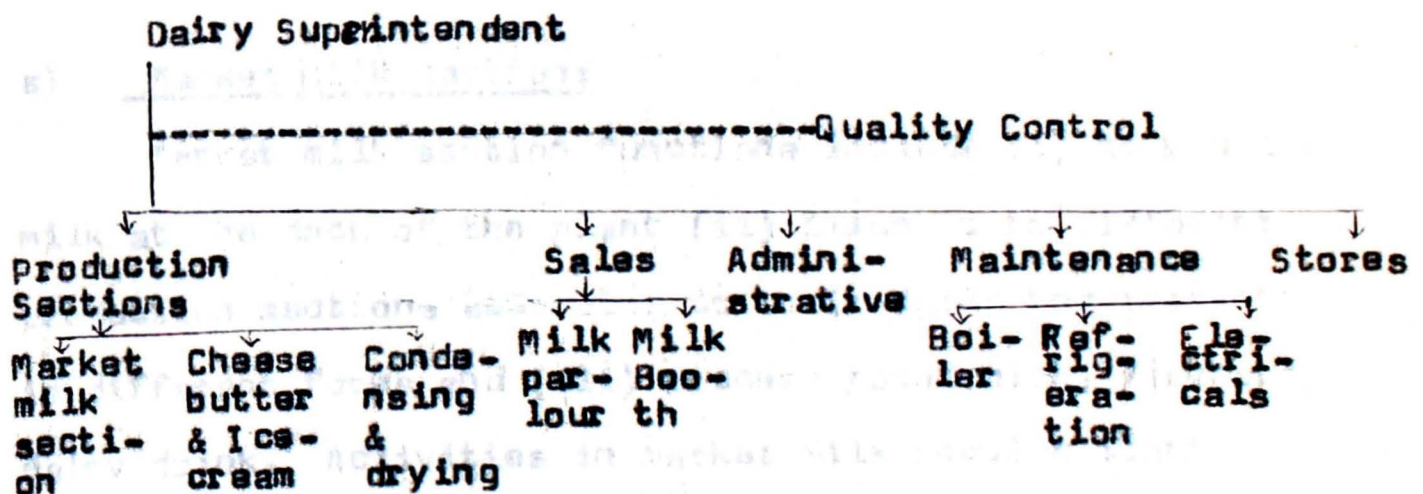 Dairy Superintendent
Quality Control
Production
Sections
Sales
Admini-
strative
Maintenance
Stores
Market
milk
secti-
on
Cheese
butter
& Ice-
cream
Conde-
nsing
&
drying
Milk
par-
lour
Milk
Boo-
th
Boi-
ler
Ref-
rig-
era-
tion
Ele-
ctri-
cals